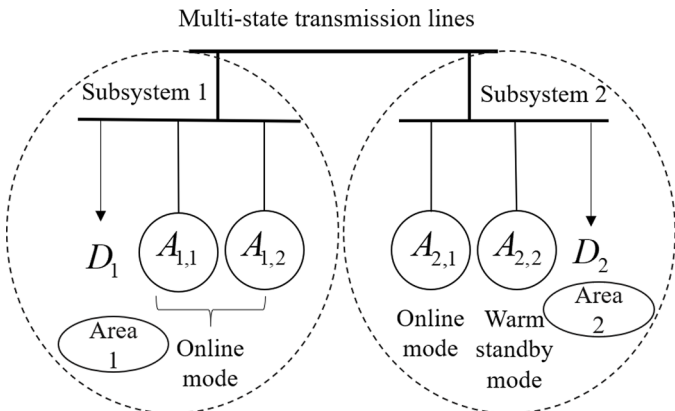 Multi-state transmission lines
Subsystem 1
Subsystem 2
D₁
A₁,₁
A₁,₂
A₂,₁
A₂,₂
D₂
Area
1
Online
mode
Online
mode
Warm
standby
mode
Area
2